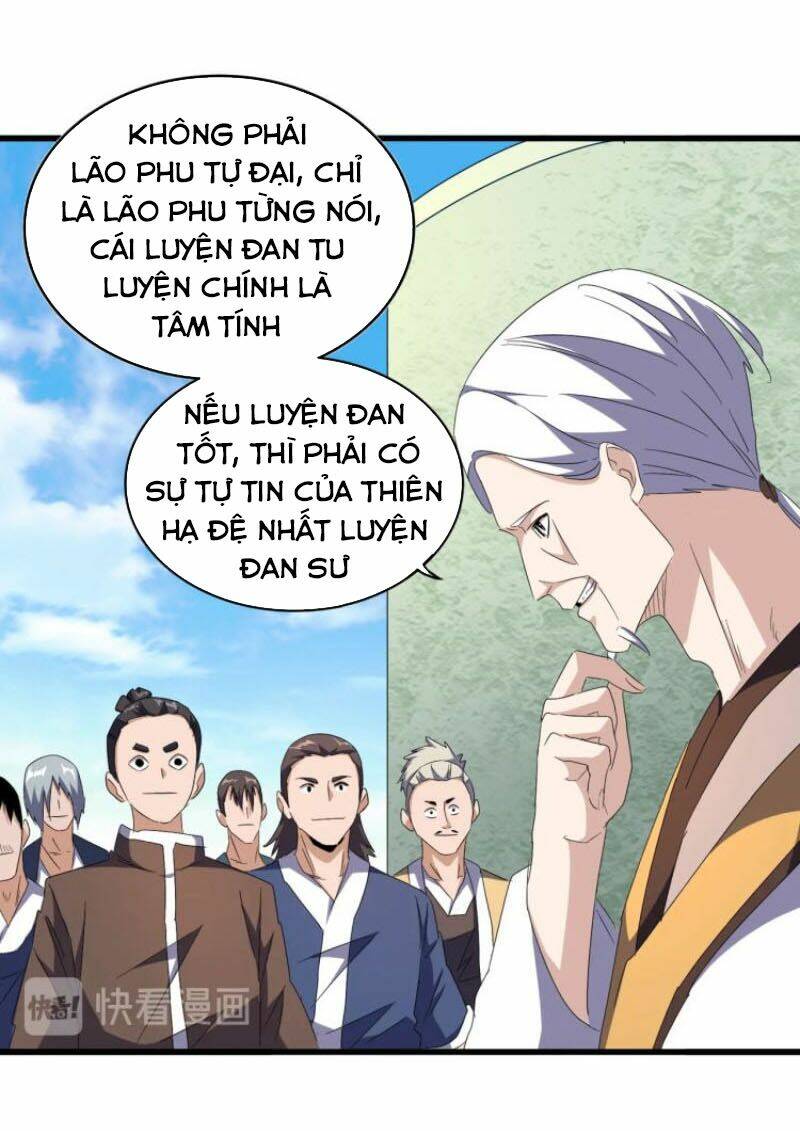 KHÔNG PHẢI
LÃO PHU TỰ ĐẠI, CHỈ
LÀ LÃO PHU TỪNG NÓI,
CÁI LUYỆN ĐAN TU
LUYỆN CHÍNH LÀ
TÂM TÍNH
NẾU LUYỆN ĐAN
TỐT, THÌ PHẢI CÓ
SỰ TỰ TIN CỦA THIÊN
HẠ ĐỆ NHẤT LUYỆN
ĐAN SƯ
快看! 快看漫画